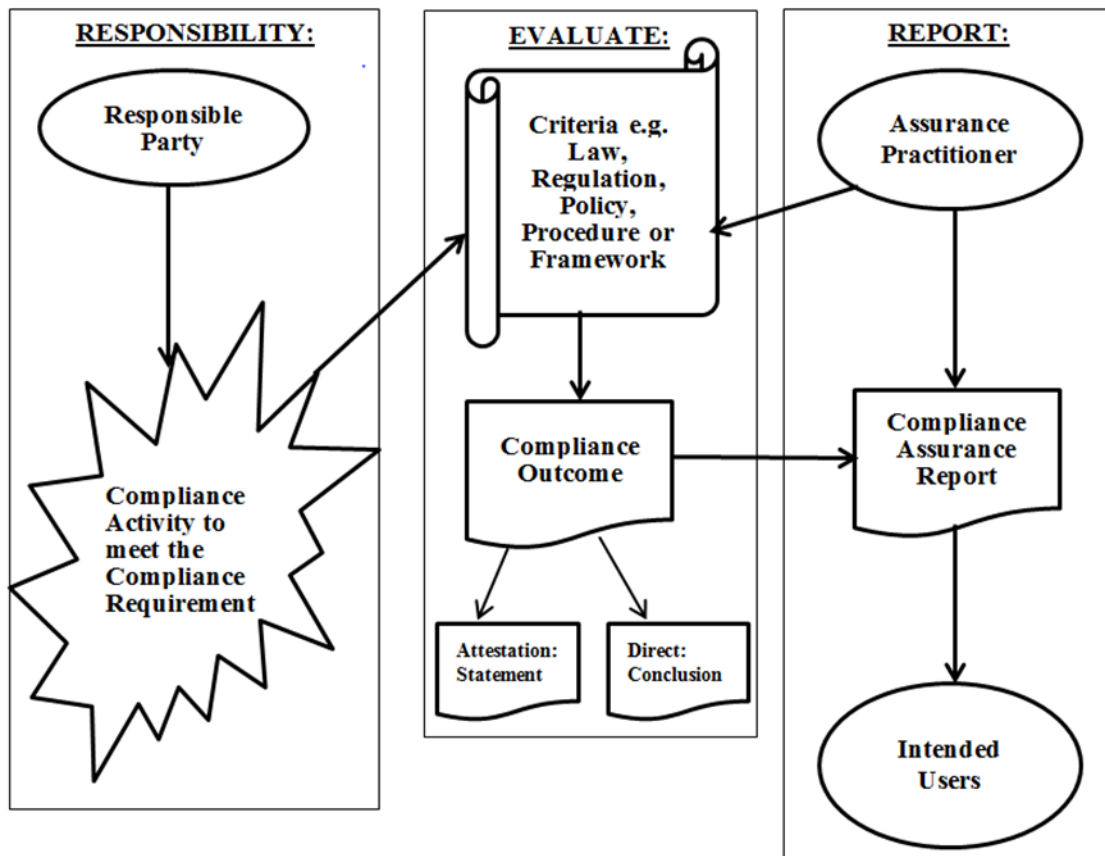 RESPONSIBILITY:
Responsible
Party
Compliance
Activity to
meet the
Compliance
Requirement
EVALUATE:
Criteria e.g.
Law,
Regulation,
Policy,
Procedure or
Framework
Compliance
Outcome
Attestation:
Statement
Direct:
Conclusion
REPORT:
Assurance
Practitioner
Compliance
Assurance
Report
Intended
Users